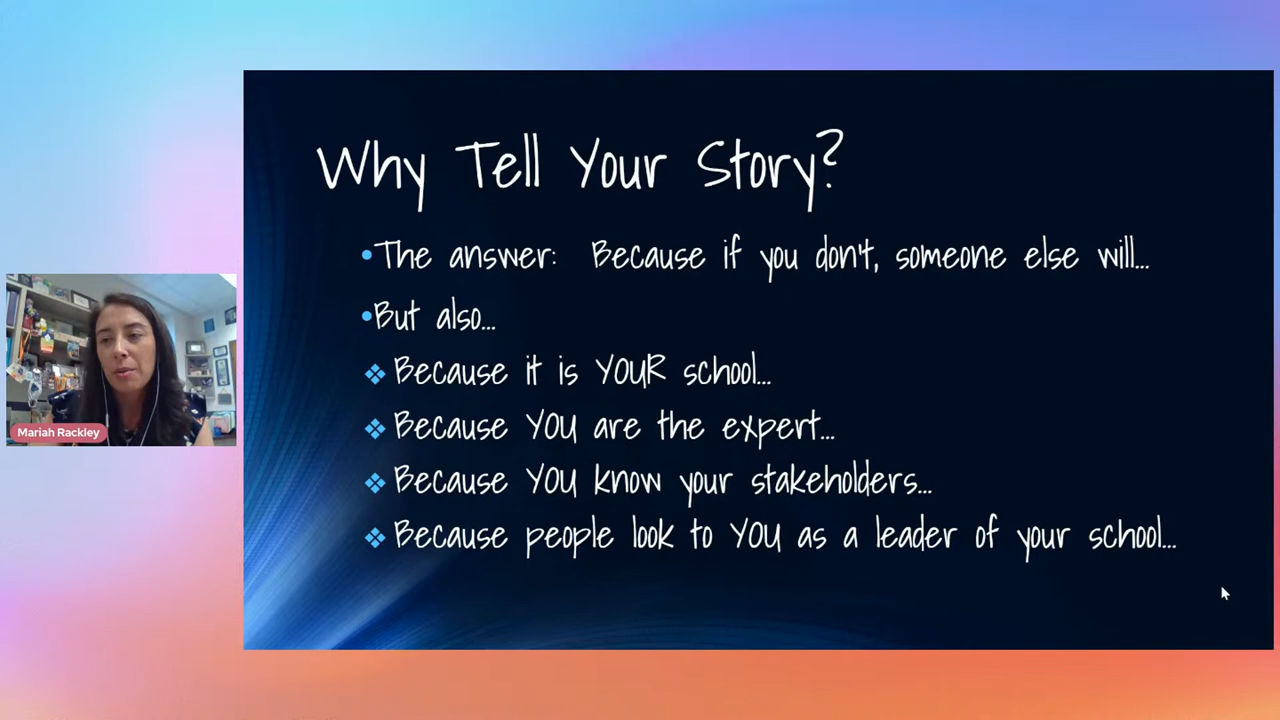 Why Tell Your Story?
•The answer: Because if you don't, someone else will...
•But also...
❖ Because it is YOUR school...
❖ Because YOU are the expert...
❖ Because YOU know your stakeholders...
❖ Because people look to YOU as a leader of your school...
Mariah Rackley